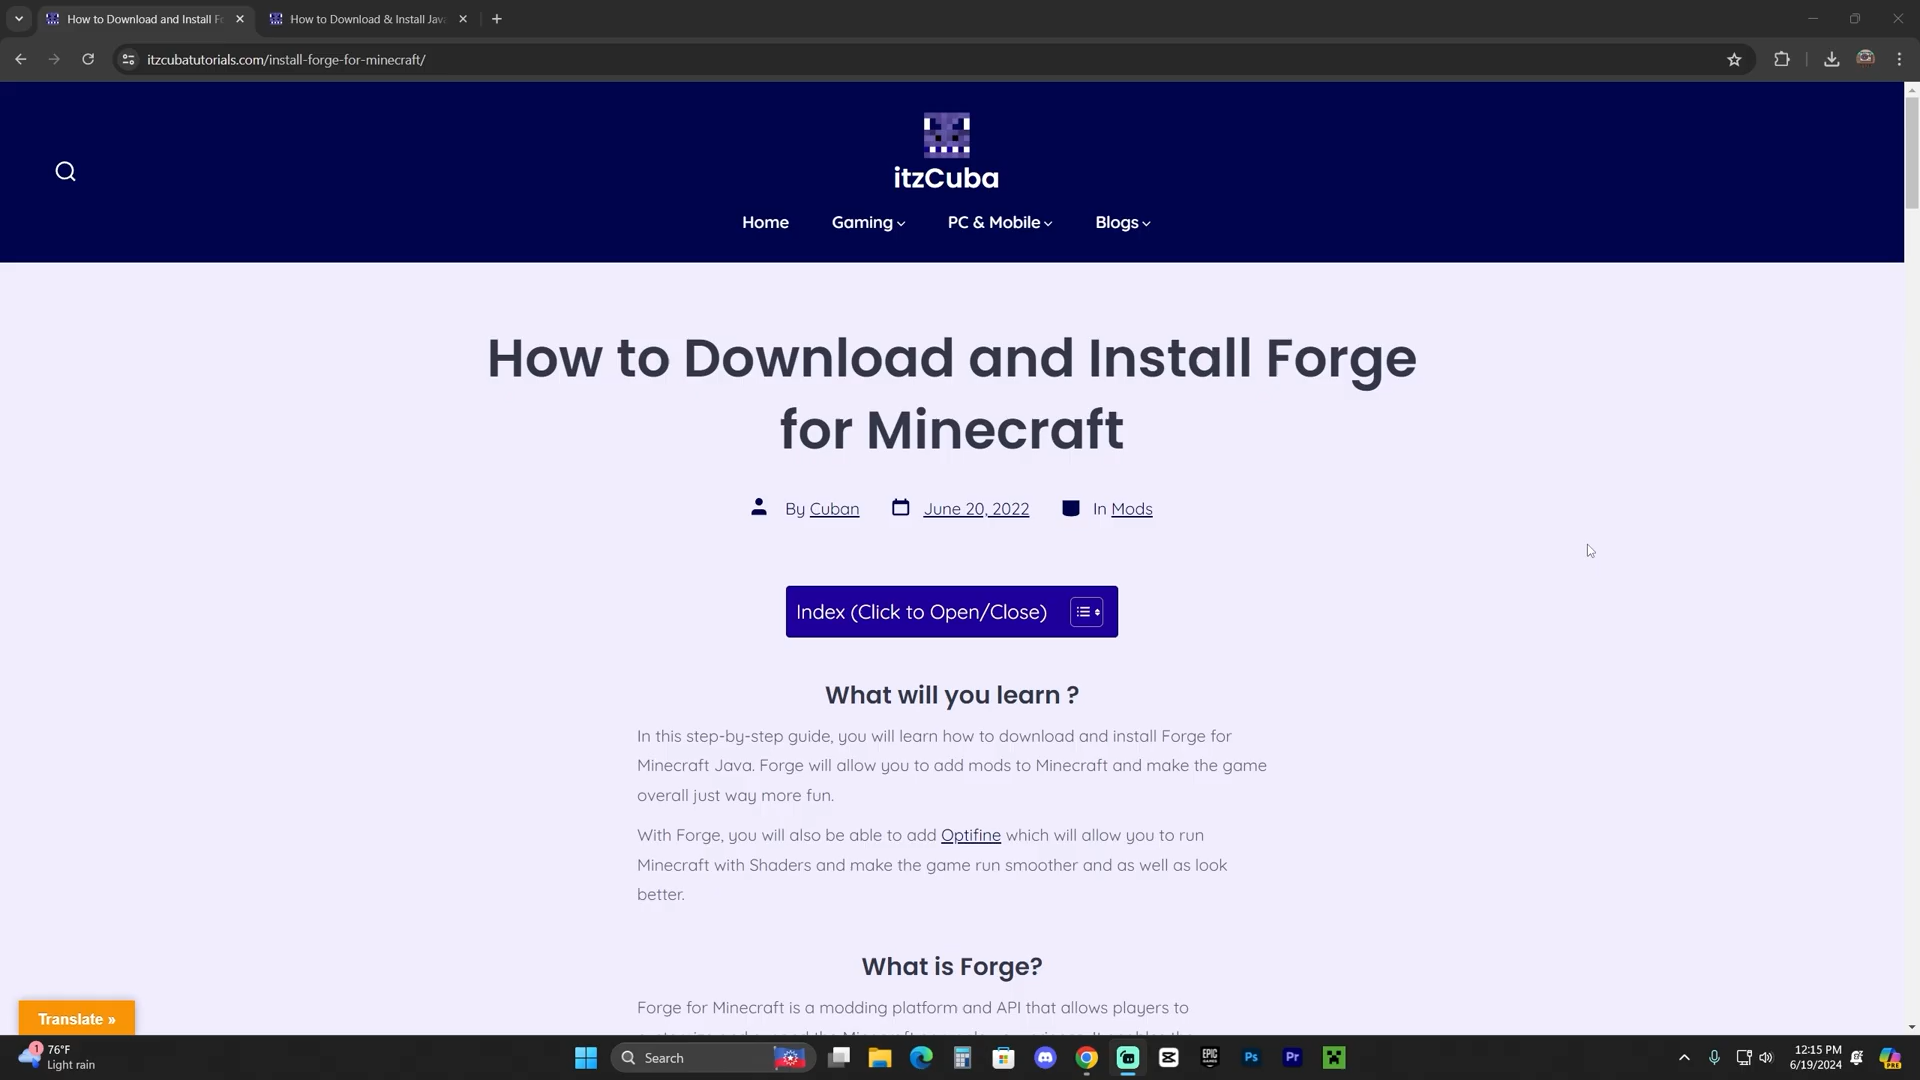 How to Download and Install F
How to Download & Install Jav
itzcubatutorials.com/install-forge-for-minecraft/
itzCuba
Home Gaming PC & Mobile Blogs
How to Download and Install Forge
for Minecraft
By Cuban June 20, 2022 In Mods
Index (Click to Open/Close)
What will you learn ?
In this step-by-step guide, you will learn how to download and install Forge for
Minecraft Java. Forge will allow you to add mods to Minecraft and make the game
overall just way more fun.
With Forge, you will also be able to add Optifine which will allow you to run
Minecraft with Shaders and make the game run smoother and as well as look
better.
What is Forge?
Forge for Minecraft is a modding platform and API that allows players to
Translate »
1
76°F
Light rain
Search
EPIC
GAMES
Ps
Pr
12:15 PM
6/19/2024
PRE